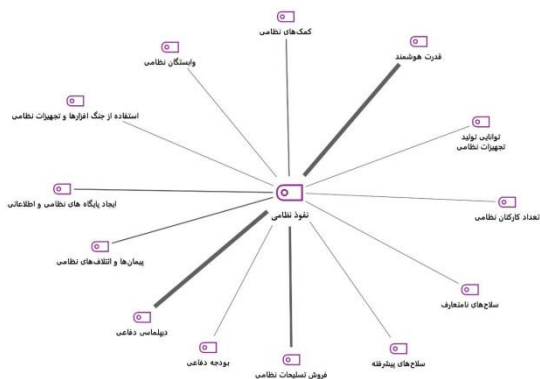 کمک‌های نظامی
قدرت هوشمند
وابستگان نظامی
استفاده از جنگ افزارها و تجهیزات نظامی
توانایی تولید
تجهیزات نظامی
ایجاد پایگاه های نظامی و اطلاعاتی
نفوذ نظامی
تعداد کارکنان نظامی
پیمان‌ها و ائتلاف‌های نظامی
سلاح‌های نامتعارف
دیپلماسی دفاعی
بودجه دفاعی
فروش تسلیحات نظامی
سلاح‌های پیشرفته